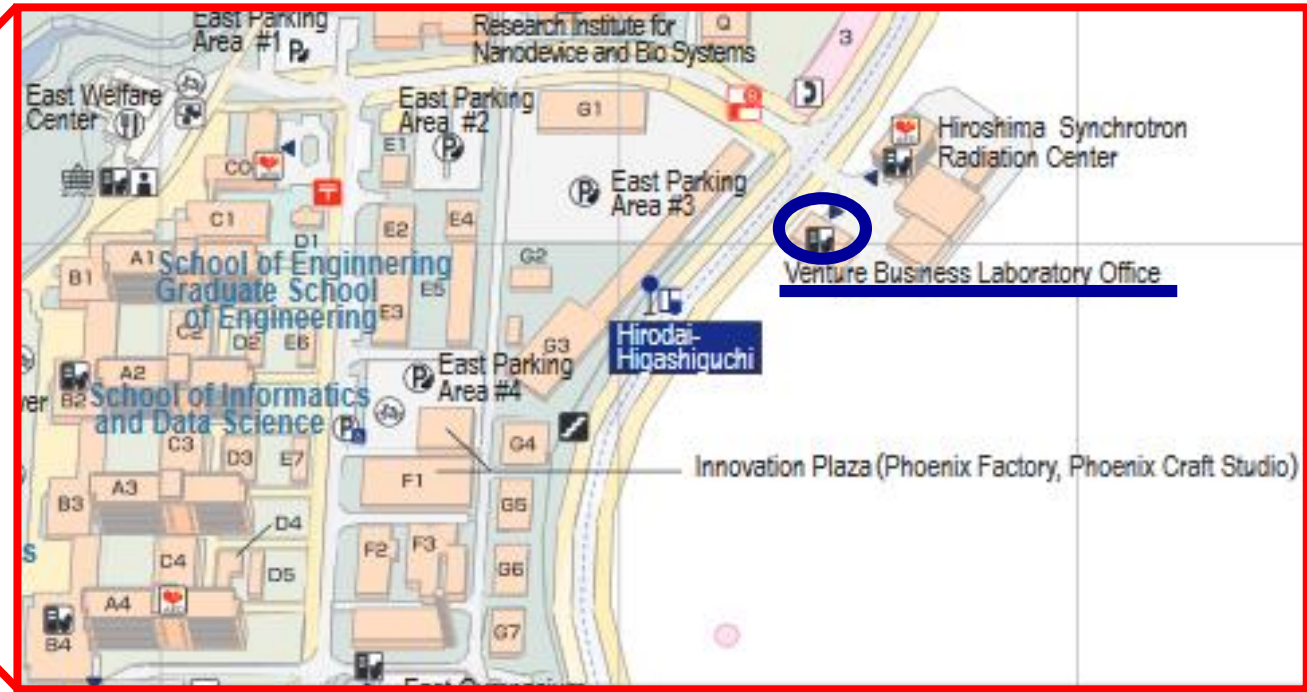 East Parking
Area #1
Research Institute for
Nanodevice and Bio Systems
Q
3
East Welfare
Center
East Parking
Area #2
G1
Hiroshima Synchrotron
Radiation Center
E1
C0
East Parking
Area #3
C1
D1
E2
E4
G2
A1
B1
School of Enginnering
Graduate School
of Engineering
E5
E3
Venture Business Laboratory Office
C2
D2
E6
G3
Hirodai-
Higashiguchi
A2
East Parking
Area #4
B2
School of Informatics
and Data Science
C3
D3
E7
G4
Innovation Plaza (Phoenix Factory, Phoenix Craft Studio)
A3
F1
B3
G5
D4
F2
F3
C4
D5
G6
A4
B4
G7